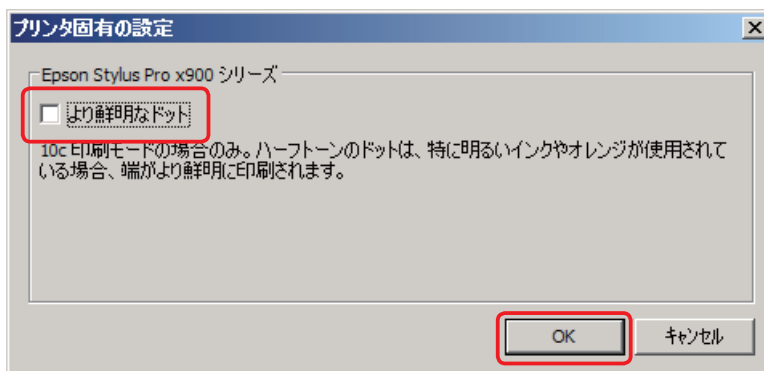 プリンタ固有の設定
Epson Stylus Pro x900 シリーズ
より鮮明なドット
10c 印刷モードの場合のみ。ハーフトーンのドットは、特に明るいインクやオレンジが使用されて
いる場合、端がより鮮明に印刷されます。
OK キャンセル